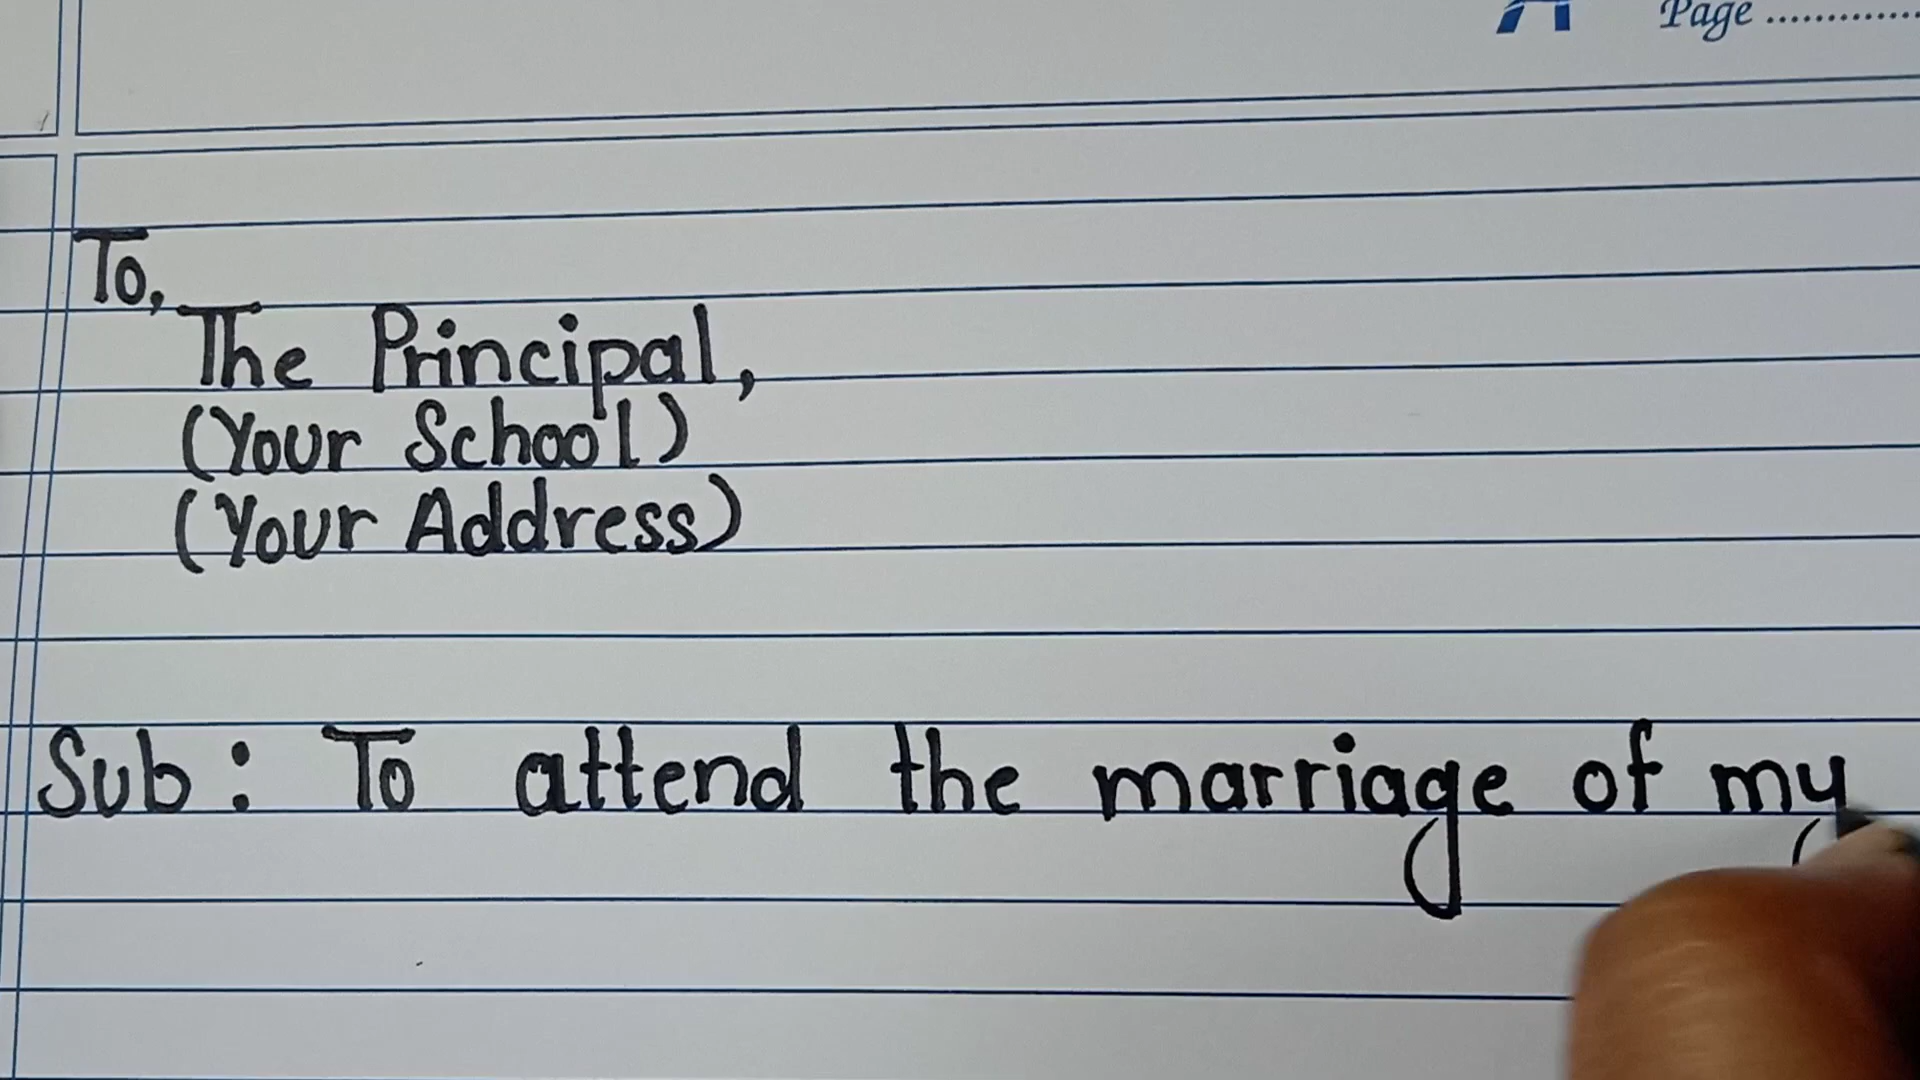 Page ..............
To,
The Principal,
(Your School)
(Your Address)
Sub: To attend the marriage of my